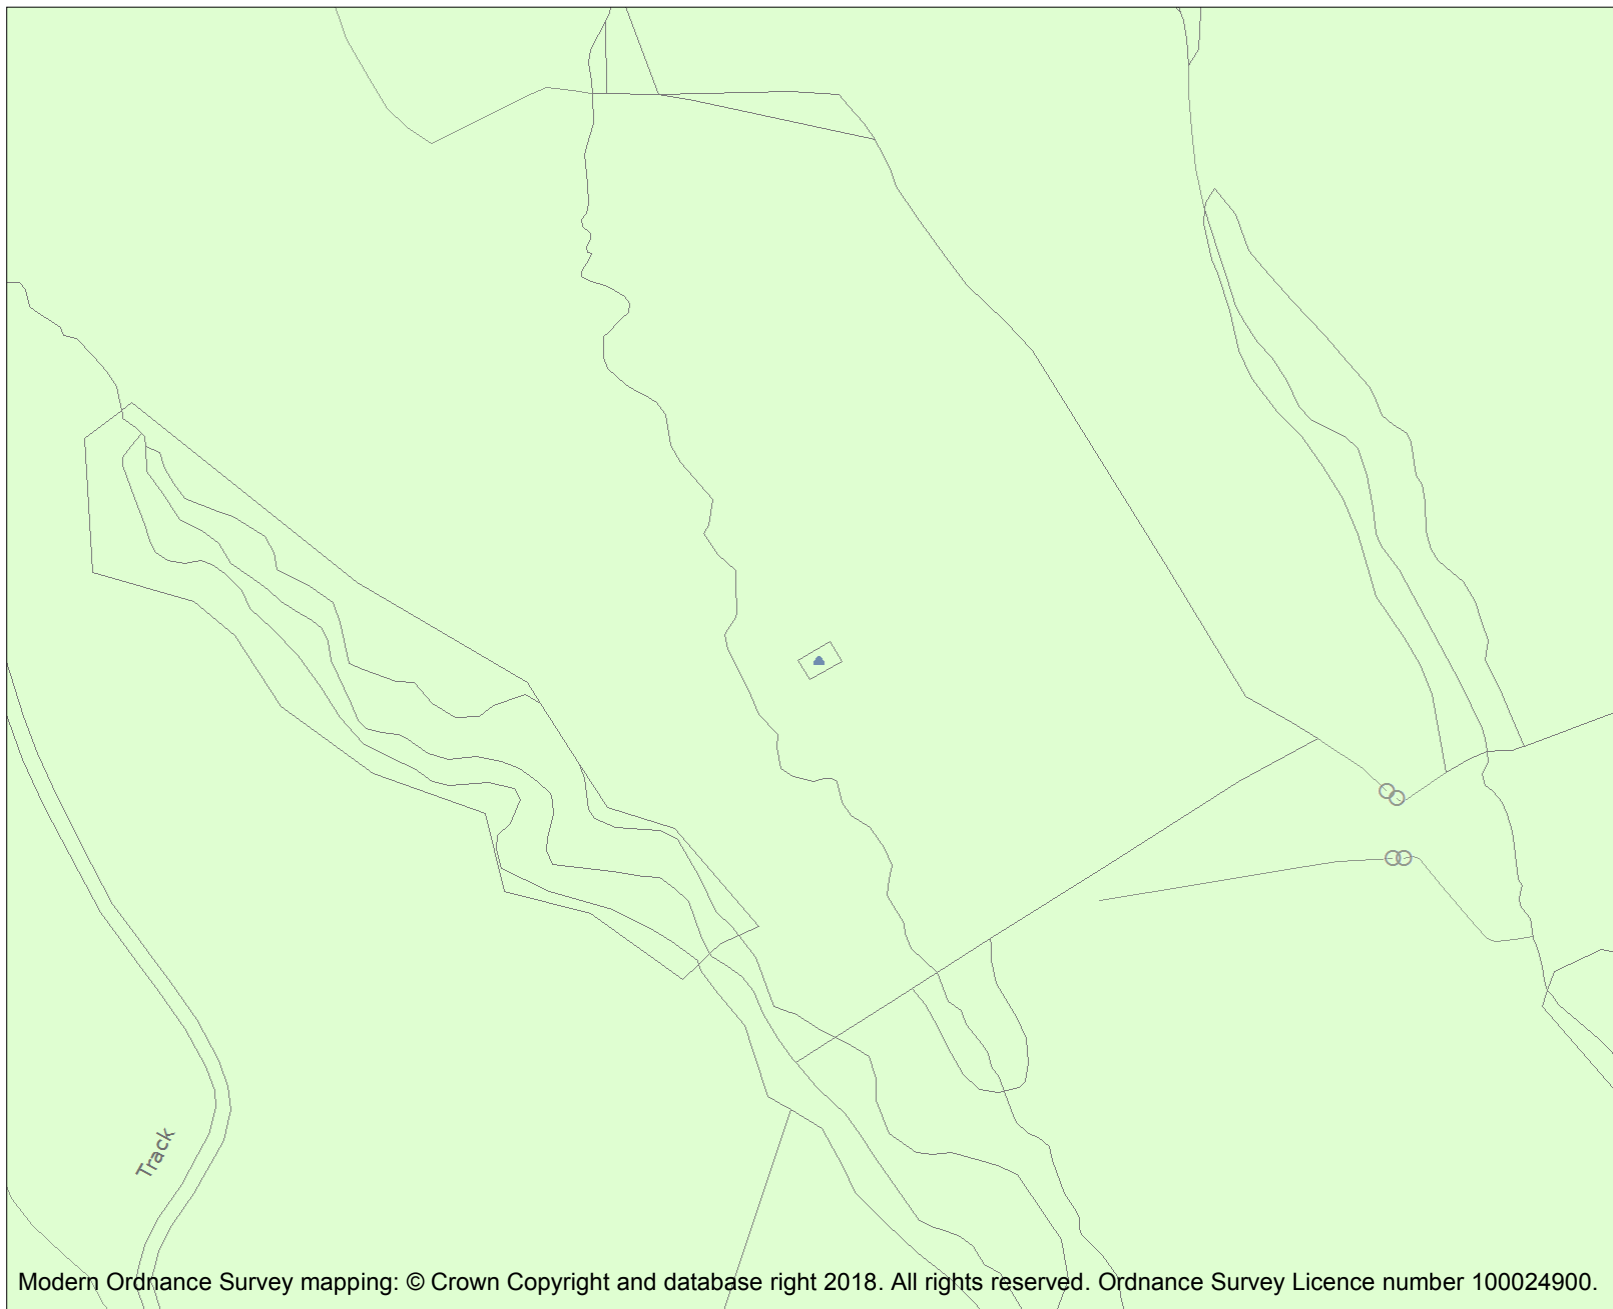 Track
Modern Ordnance Survey mapping: © Crown Copyright and database right 2018. All rights reserved. Ordnance Survey Licence number 100024900.